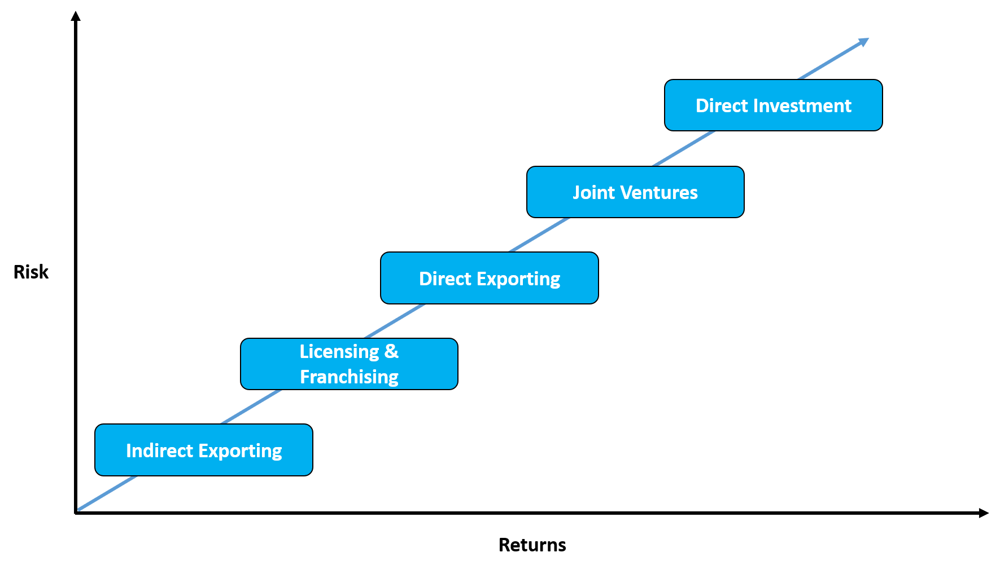 Direct Investment
Joint Ventures
Risk
Direct Exporting
Licensing &
Franchising
Indirect Exporting
Returns